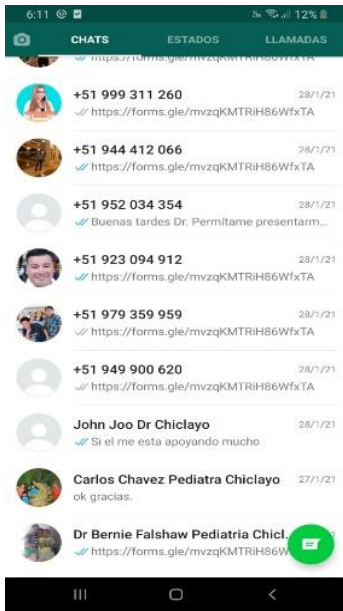 6:11 12%
CHATS ESTADOS LLAMADAS
https://forms.gle/mvzqKMTRiH86WfxTA
+51 999 311 260 28/1/21
https://forms.gle/mvzqKMTRiH86WfxTA
+51 944 412 066 28/1/21
https://forms.gle/mvzqKMTRiH86WfxTA
+51 952 034 354 28/1/21
Buenas tardes Dr. Permítame presentarm...
+51 923 094 912 28/1/21
https://forms.gle/mvzqKMTRiH86WfxTA
+51 979 359 959 28/1/21
https://forms.gle/mvzqKMTRiH86WfxTA
+51 949 900 620 28/1/21
https://forms.gle/mvzqKMTRiH86WfxTA
John Joo Dr Chiclayo 28/1/21
Si el me esta apoyando mucho
Carlos Chavez Pediatra Chiclayo 27/1/21
ok gracias.
Dr Bernie Falshaw Pediatria Chicl...
https://forms.gle/mvzqKMTRiH86W